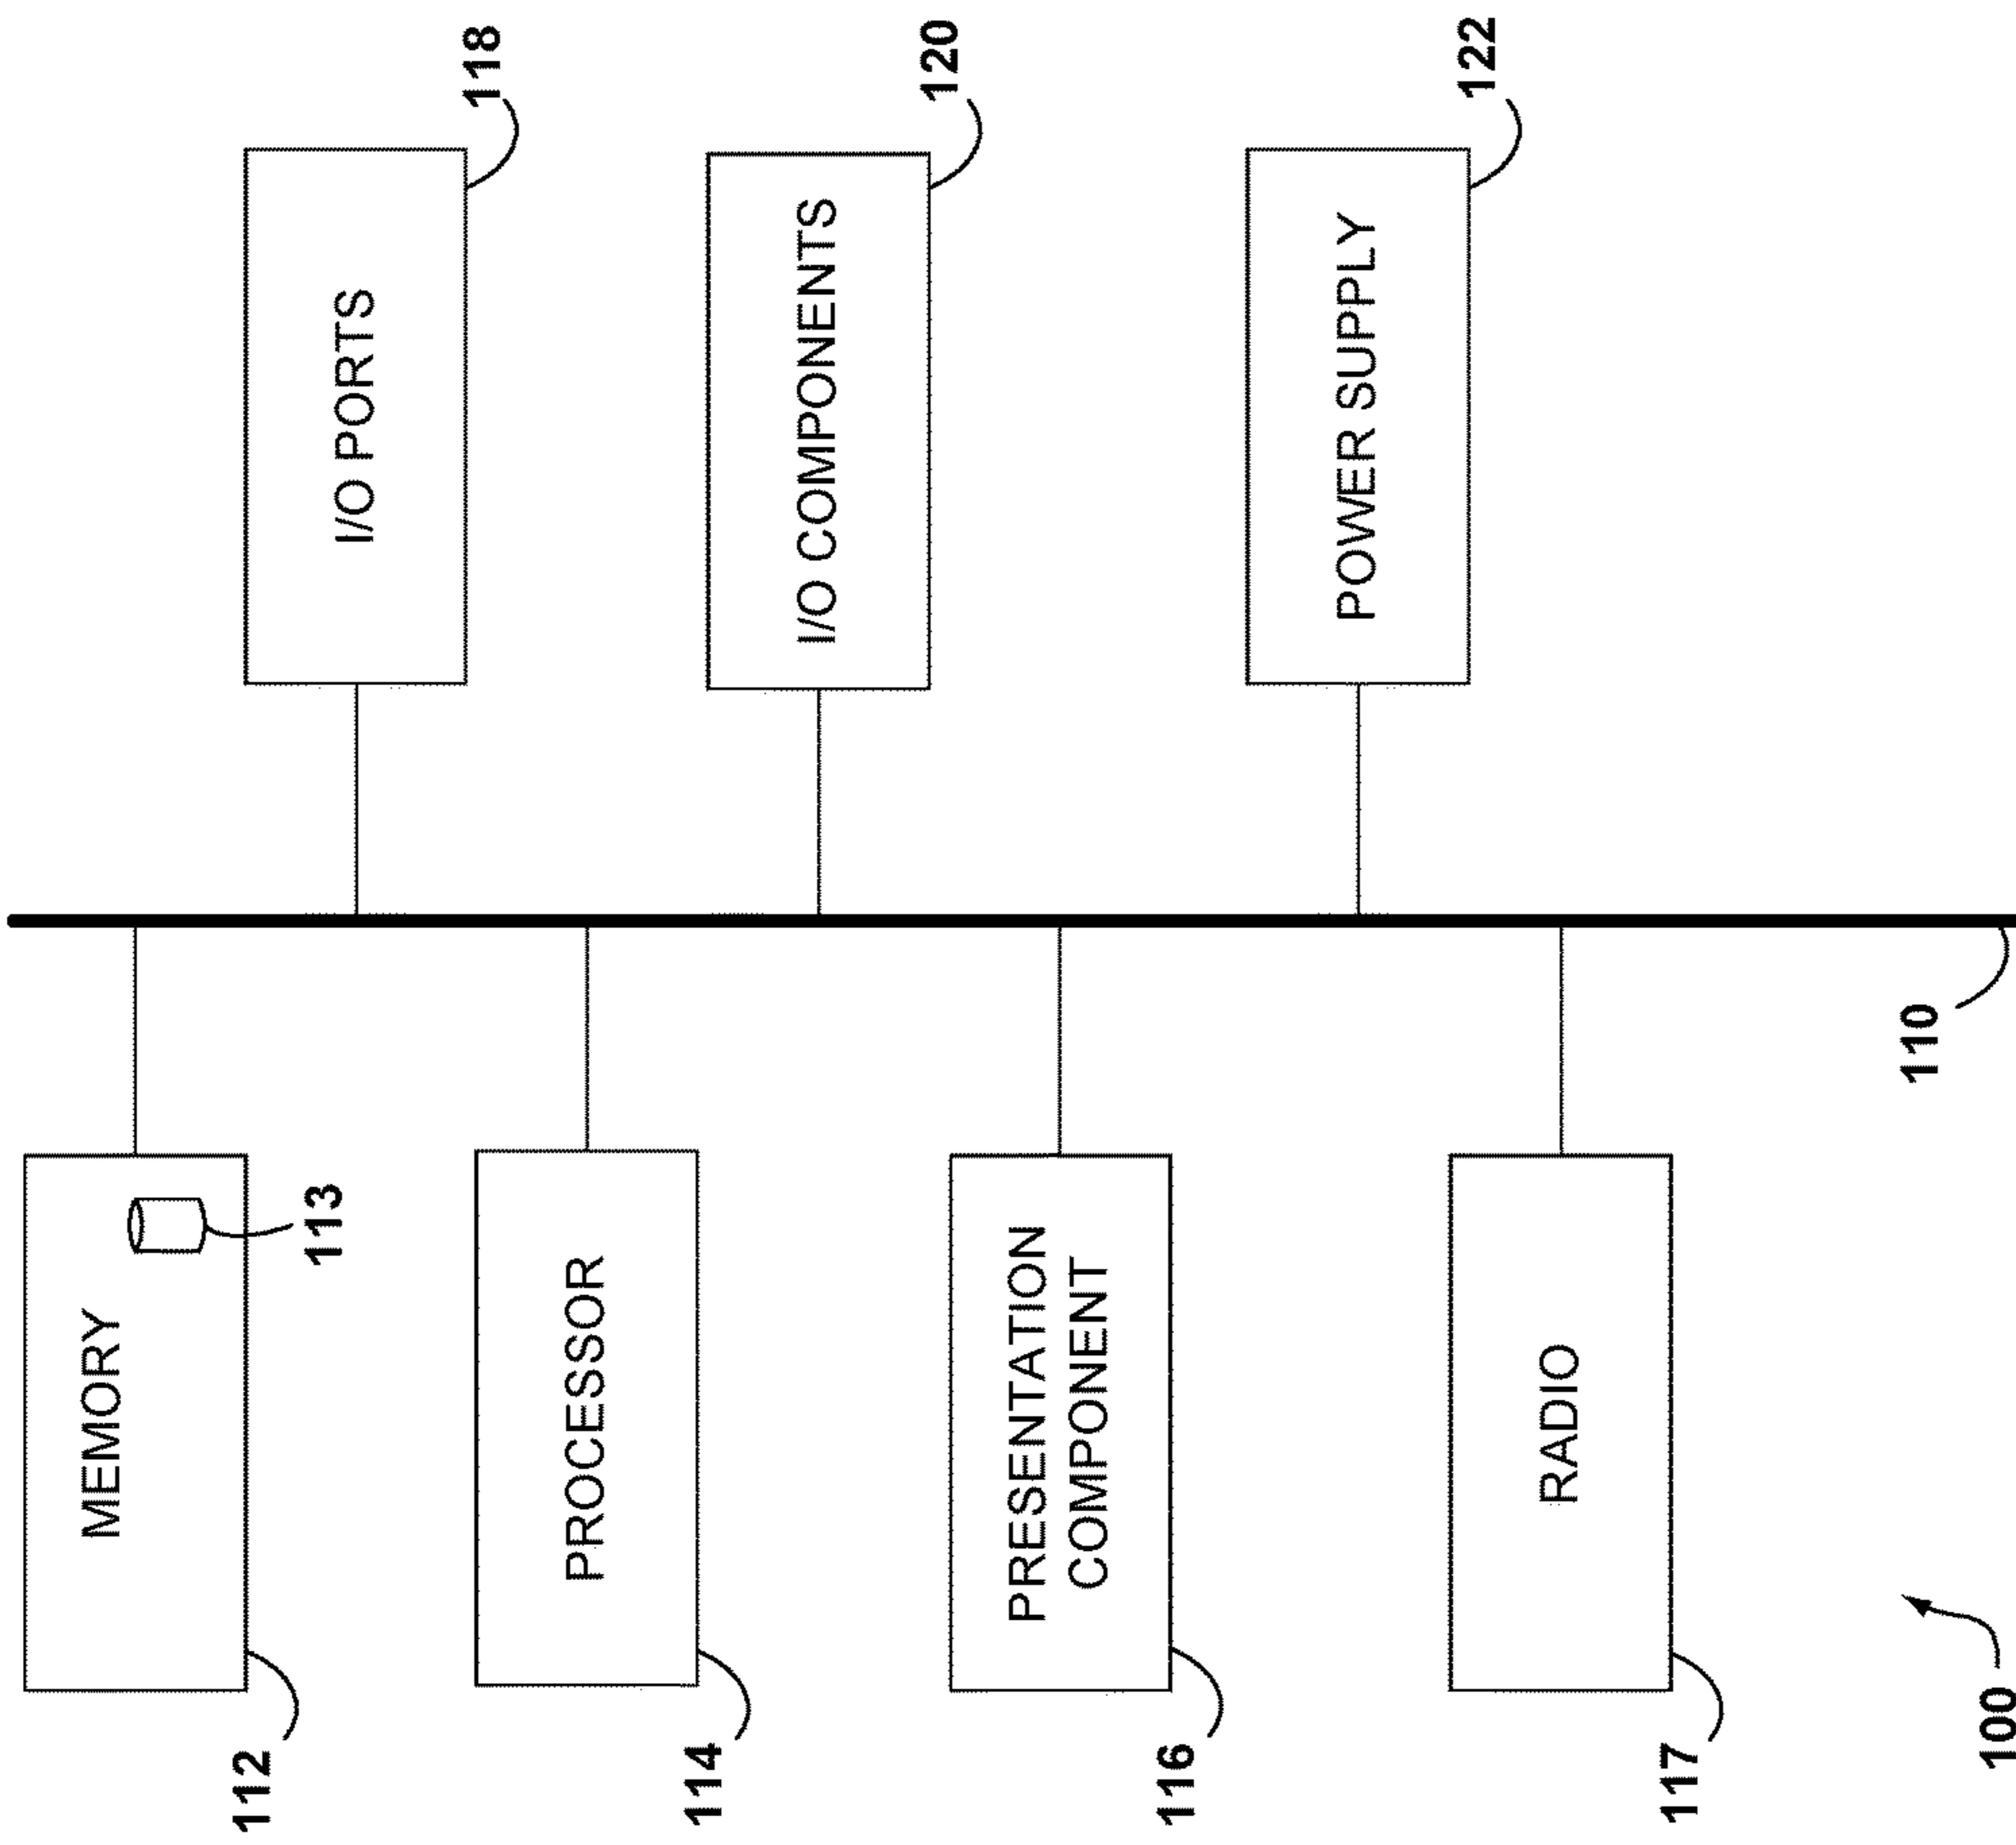 MEMORY
113
112
PROCESSOR
114
PRESENTATION
COMPONENT
116
RADIO
117
I/O PORTS
118
I/O COMPONENTS
120
POWER SUPPLY
122
110
100